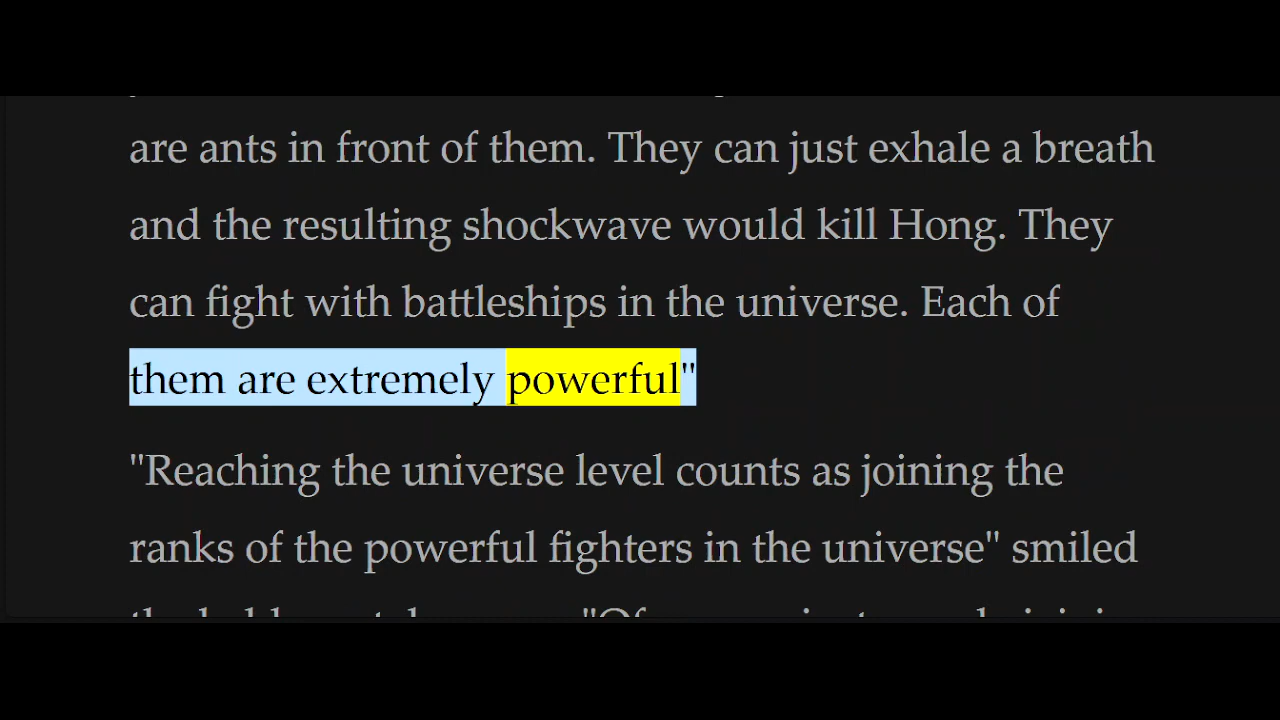 are ants in front of them. They can just exhale a breath
and the resulting shockwave would kill Hong. They
can fight with battleships in the universe. Each of
them are extremely powerful"
"Reaching the universe level counts as joining the
ranks of the powerful fighters in the universe" smiled